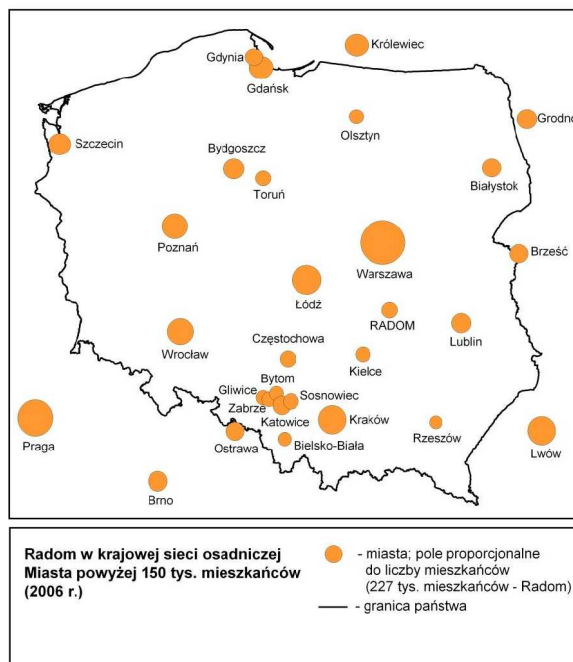 Królewiec
Gdynia
Gdańsk
Olsztyn
Grodno
Szczecin
Bydgoszcz
Toruń
Białystok
Poznań
Warszawa
Brześć
Łódź
RADOM
Lublin
Wrocław
Częstochowa
Kielce
Bytom
Gliwice
Sosnowiec
Zabrze
Katowice
Kraków
Rzeszów
Praga
Ostrawa
Bielsko-Biała
Lwów
Brno
Radom w krajowej sieci osadniczej
Miasta powyżej 150 tys. mieszkańców
(2006 r.)
- miasta; pole proporcjonalne
do liczby mieszkańców
(227 tys. mieszkańców - Radom)
- granica państwa